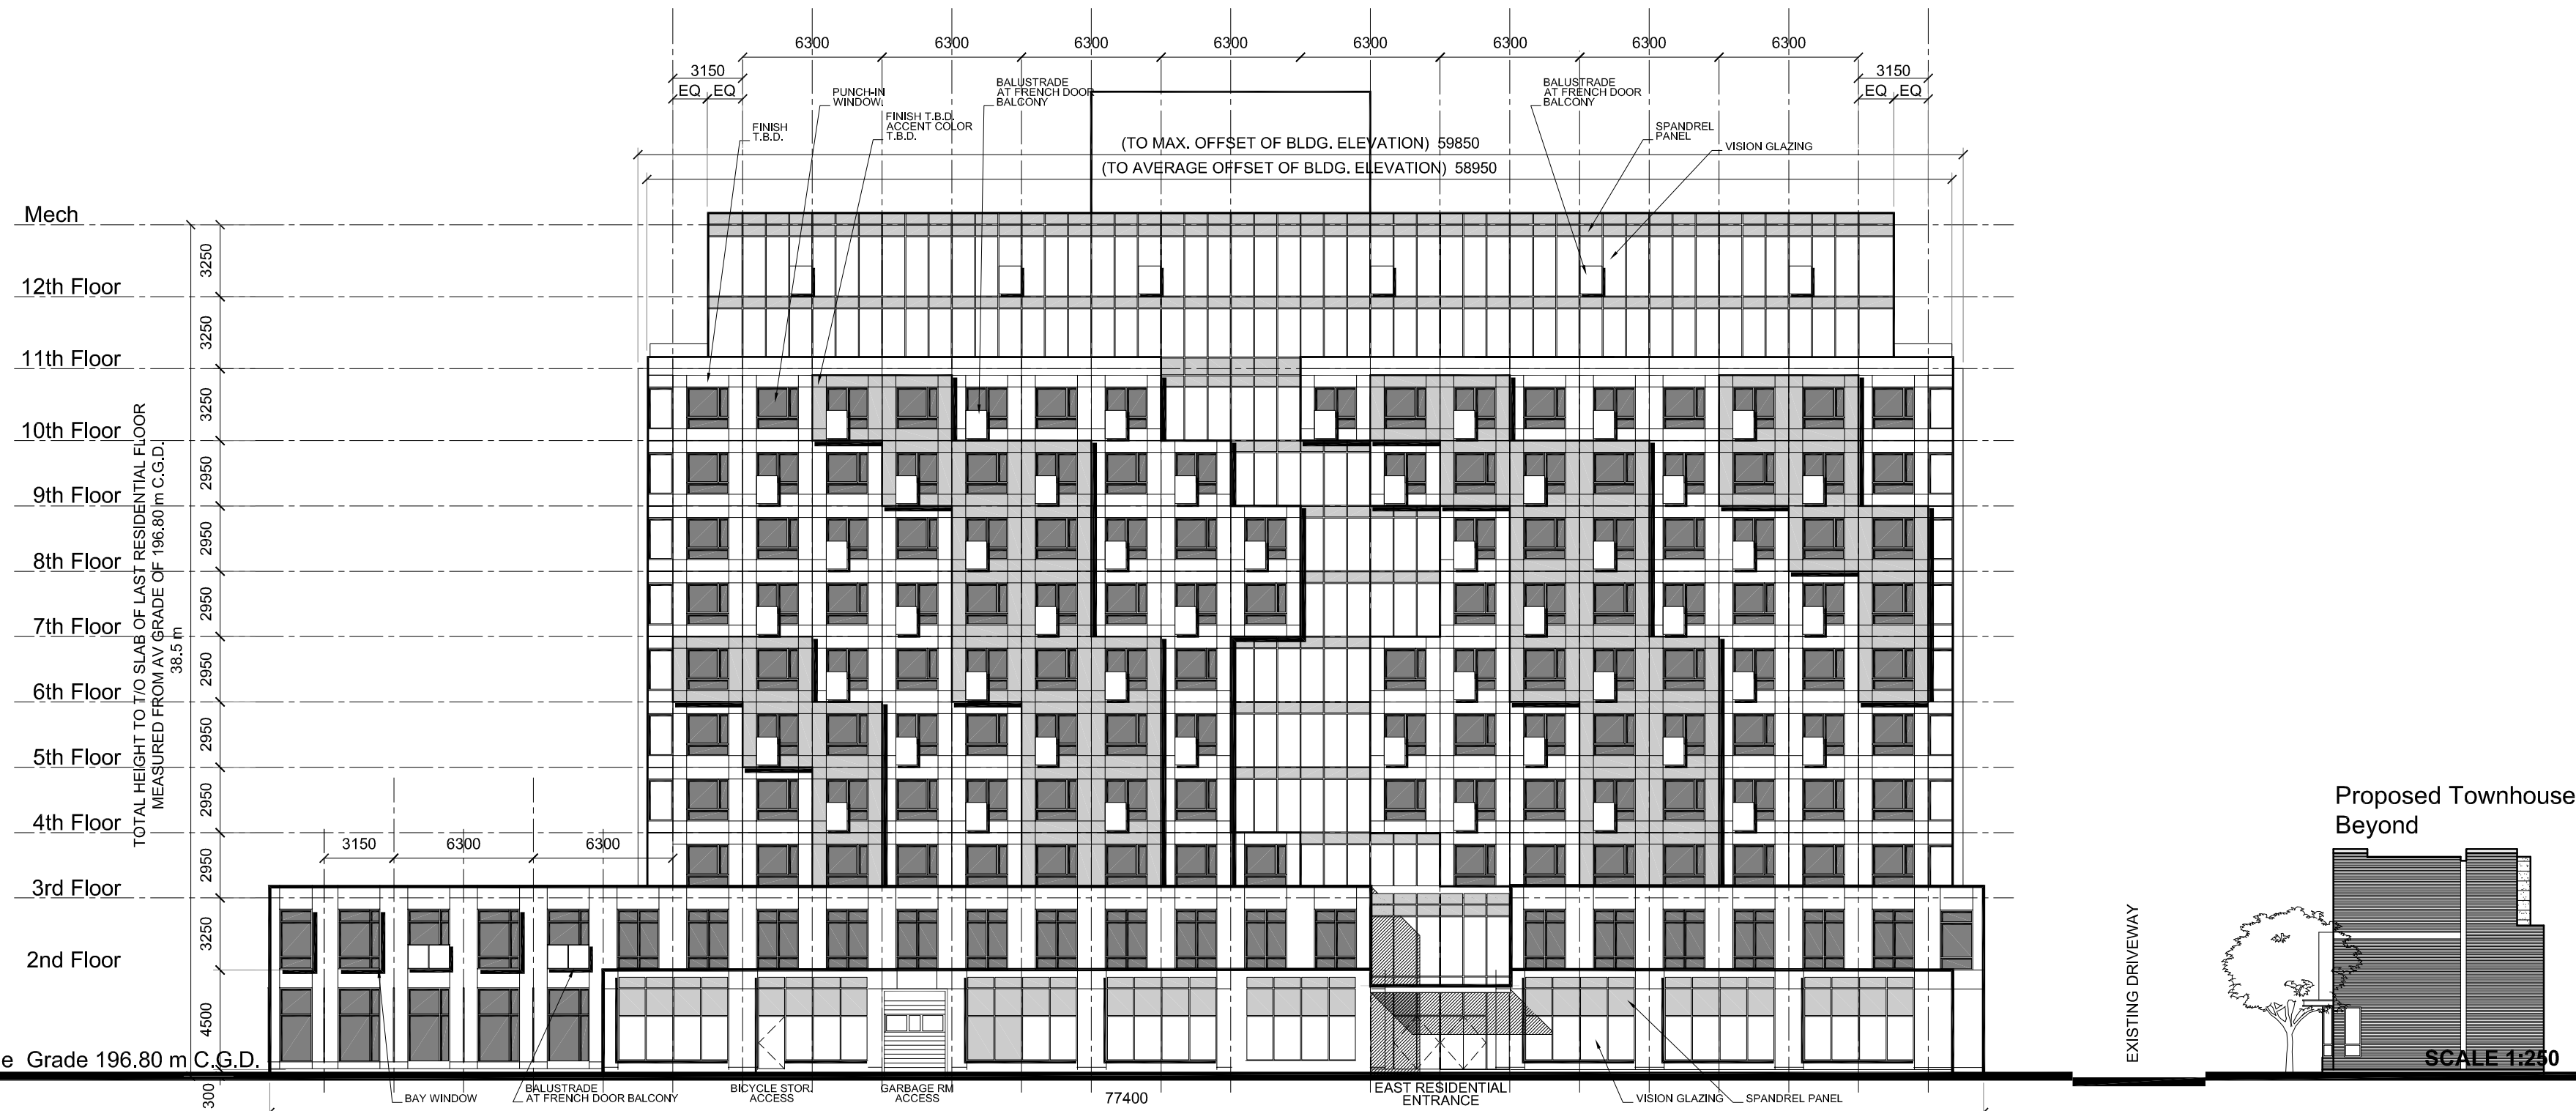 6300 6300 6300 6300 6300 6300 6300 6300
3150
EQ EQ
3150
EQ EQ
FINISH
T.B.D.
PUNCH-IN
WINDOW
FINISH T.B.D.
ACCENT COLOR
T.B.D.
BALUSTRADE
AT FRENCH DOOR
BALCONY
BALUSTRADE
AT FRENCH DOOR
BALCONY
SPANDREL
PANEL
VISION GLAZING
(TO MAX. OFFSET OF BLDG. ELEVATION) 59850
(TO AVERAGE OFFSET OF BLDG. ELEVATION) 58950
Mech
3250
12th Floor
3250
11th Floor
3250
10th Floor
2950
9th Floor
2950
8th Floor
2950
7th Floor
2950
6th Floor
2950
5th Floor
2950
4th Floor
2950
3rd Floor
3250
2nd Floor
4500
e Grade 196.80 m C.G.D.
300
TOTAL HEIGHT TO T/O SLAB OF LAST RESIDENTIAL FLOOR
MEASURED FROM AV GRADE OF 196.80 m C.G.D.
38.5 m
3150 6300 6300
BAY WINDOW
BALUSTRADE
AT FRENCH DOOR BALCONY
BICYCLE STOR.
ACCESS
GARBAGE RM
ACCESS
77400
EAST RESIDENTIAL
ENTRANCE
VISION GLAZING
SPANDREL PANEL
EXISTING DRIVEWAY
Proposed Townhouse
Beyond
SCALE 1:250